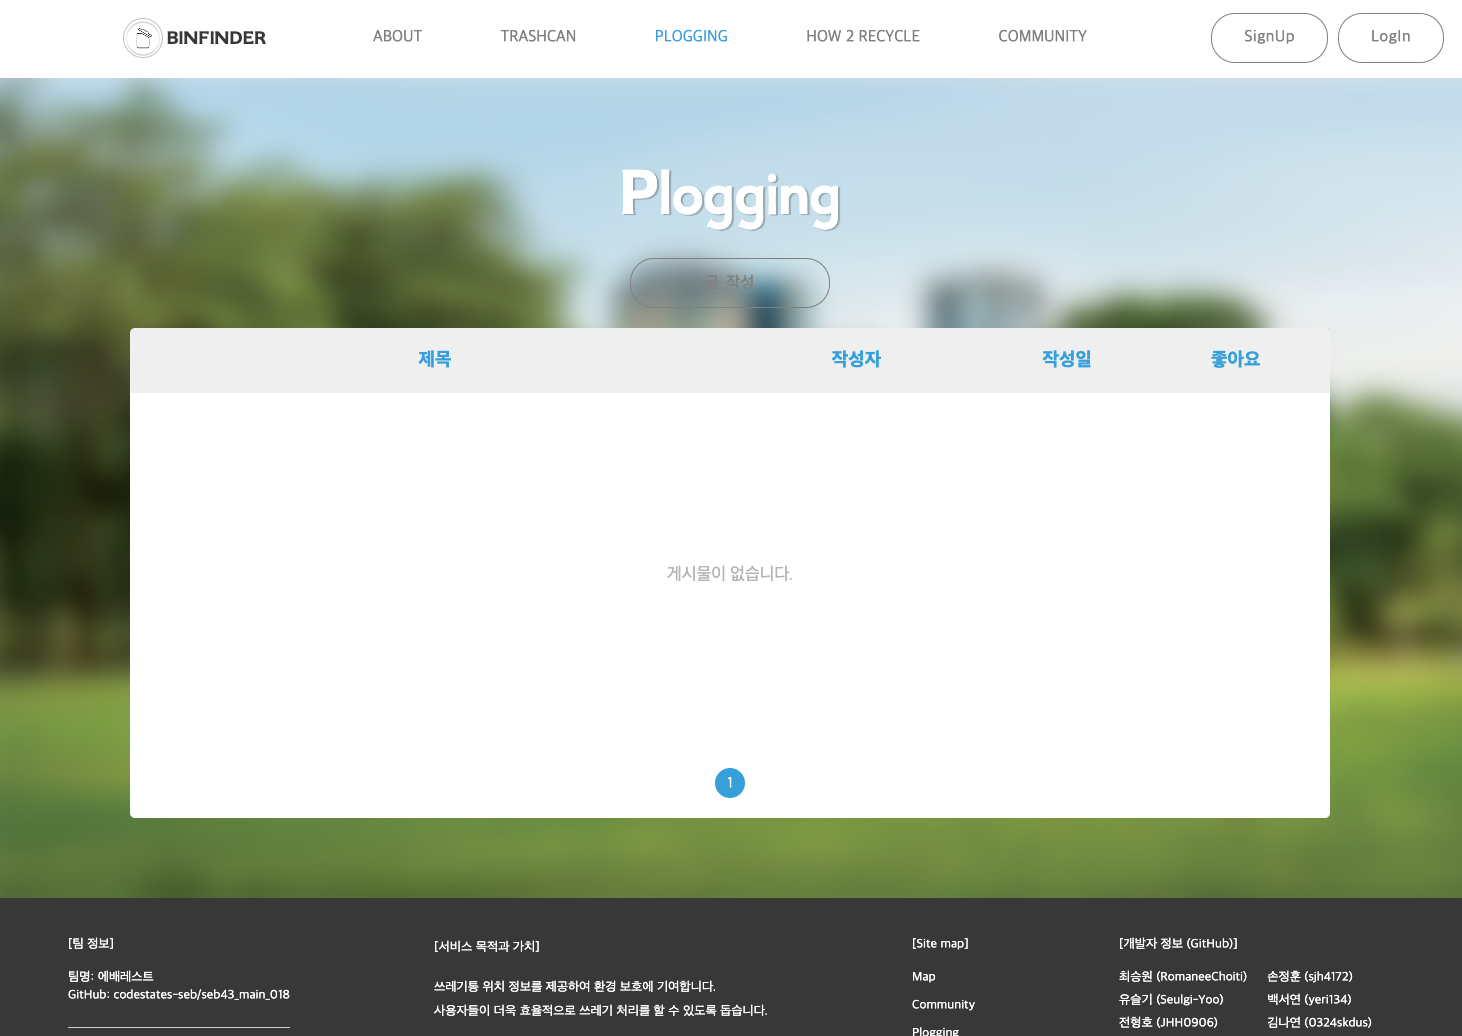 BINFINDER
ABOUT
TRASHCAN
PLOGGING
HOW 2 RECYCLE
COMMUNITY
SignUp
LogIn
Plogging
글 작성
제목
작성자
작성일
좋아요
게시물이 없습니다.
1
[팀 정보]
팀명: 에배레스트
GitHub: codestates-seb/seb43_main_018
[서비스 목적과 가치]
쓰레기통 위치 정보를 제공하여 환경 보호에 기여합니다.
사용자들이 더욱 효율적으로 쓰레기 처리를 할 수 있도록 돕습니다.
[Site map]
Map
Community
Plogging
[개발자 정보 (GitHub)]
최승원 (RomaneeChoiti)
손정훈 (sjh4172)
유슬기 (Seulgi-Yoo)
백서연 (yeri134)
전형호 (JHH0906)
김나연 (0324skdus)